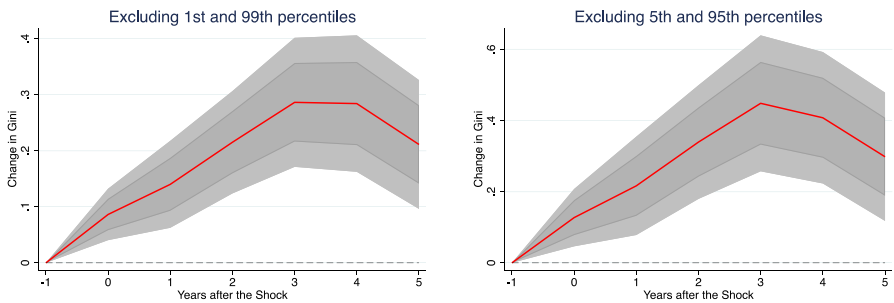 Excluding 1st and 99th percentiles
Change in Gini
.4
.3
.2
.1
0
-1 0 1 2 3 4 5
Years after the Shock
Excluding 5th and 95th percentiles
Change in Gini
.6
.4
.2
0
-1 0 1 2 3 4 5
Years after the Shock